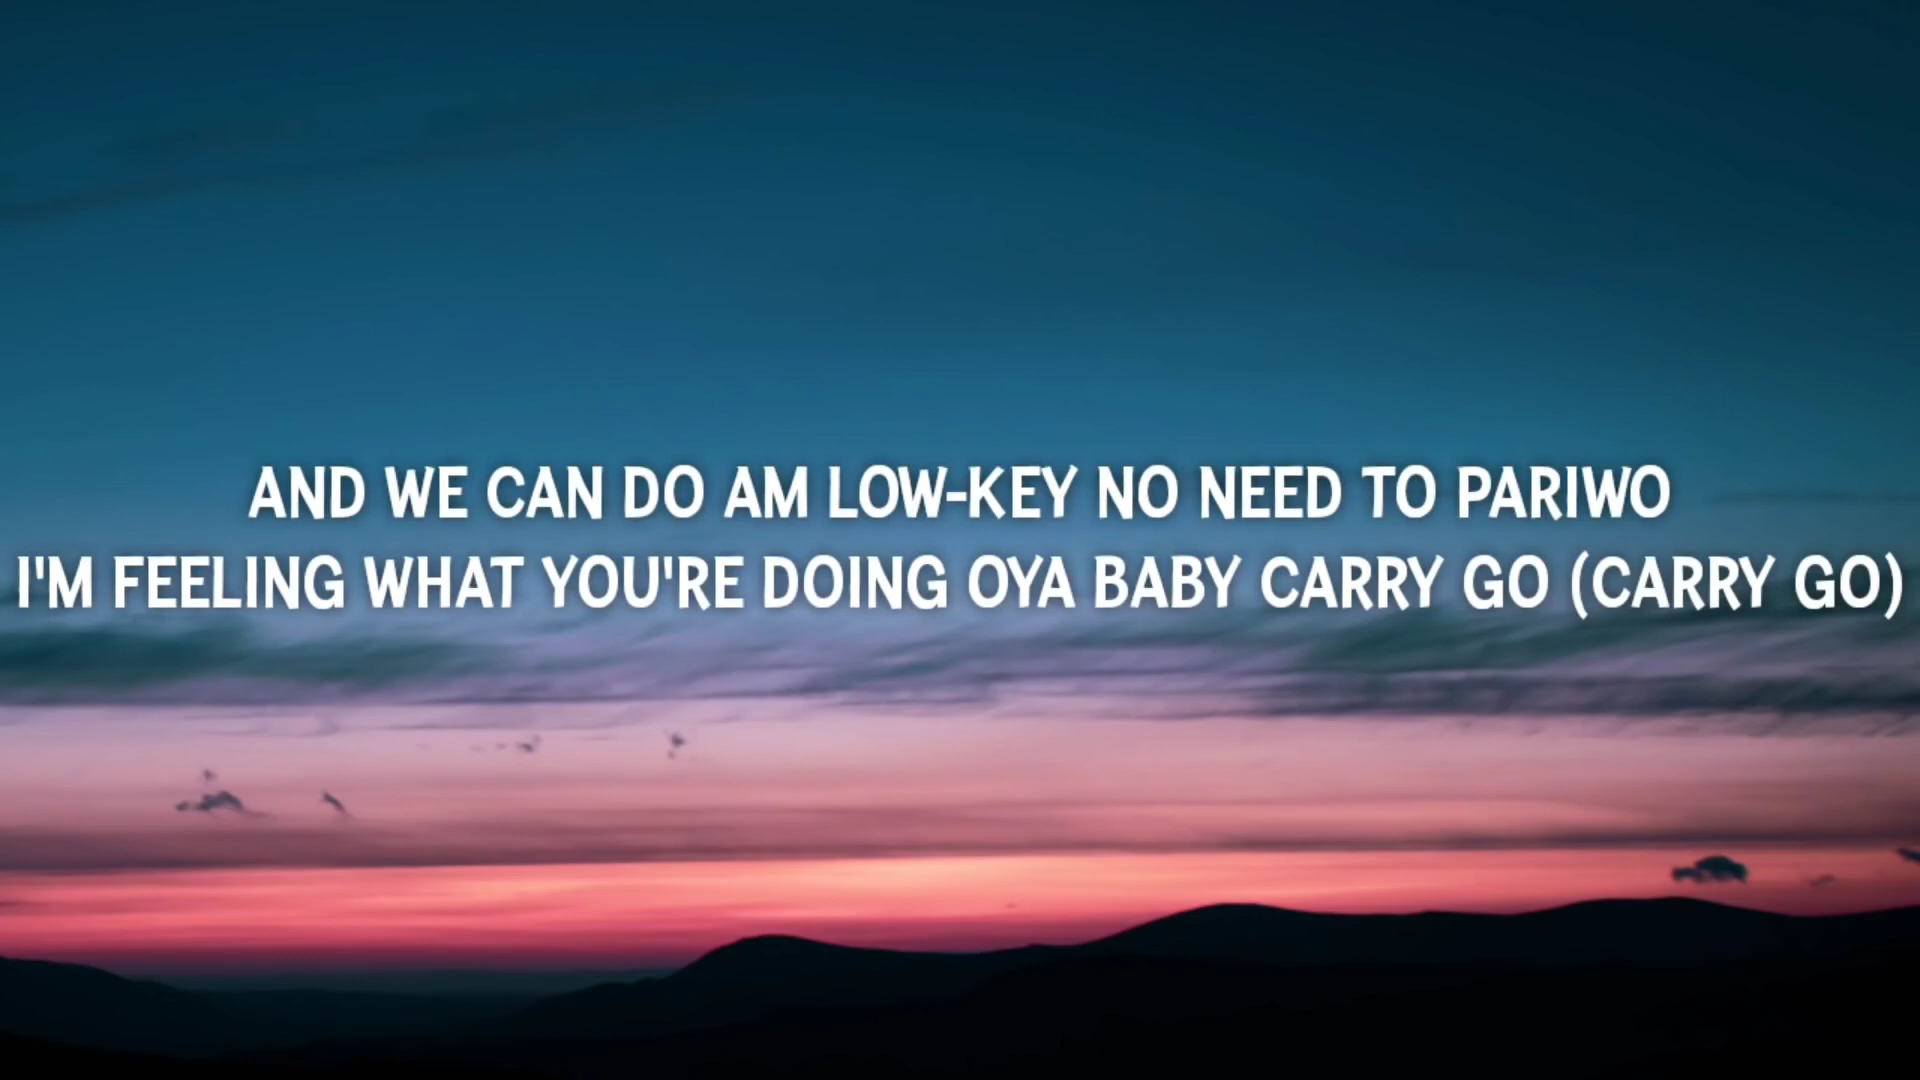 AND WE CAN DO AM LOW-KEY NO NEED TO PARIWO
I'M FEELING WHAT YOU'RE DOING OYA BABY CARRY GO (CARRY GO)